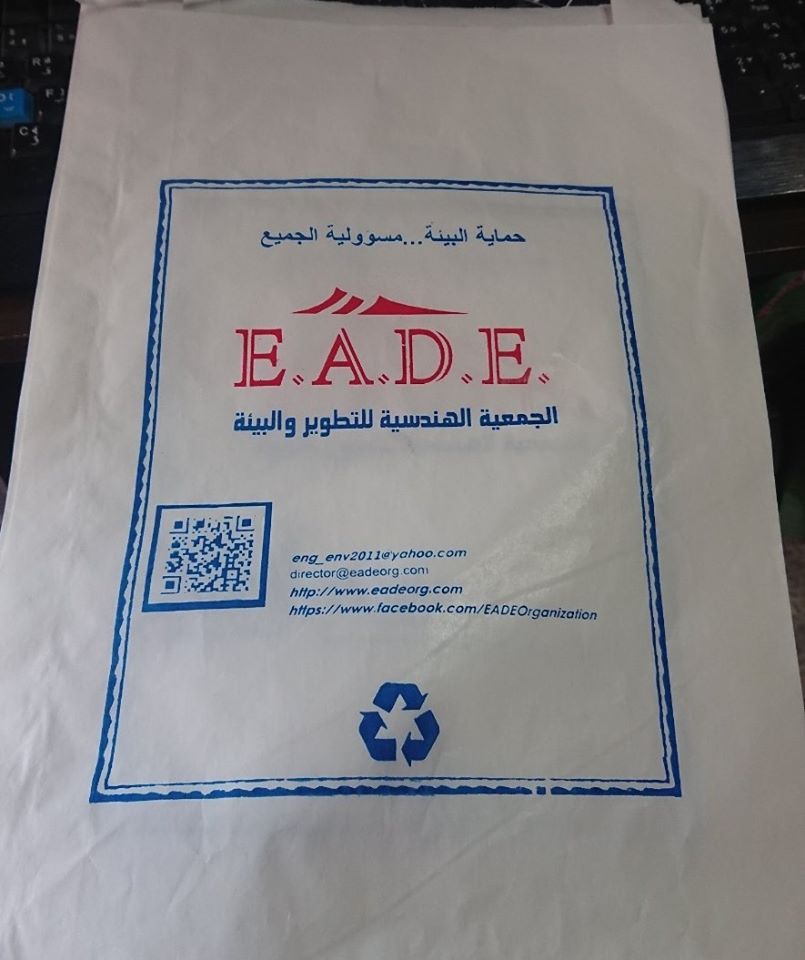 حماية البيئة...مسؤولية الجميع
E.A.D.E.
الجمعية الهندسية للتطوير والبيئة
eng_env2011@yahoo.com
director@eadeorg.com
http://www.eadeorg.com
https://www.facebook.com/EADEOrganization